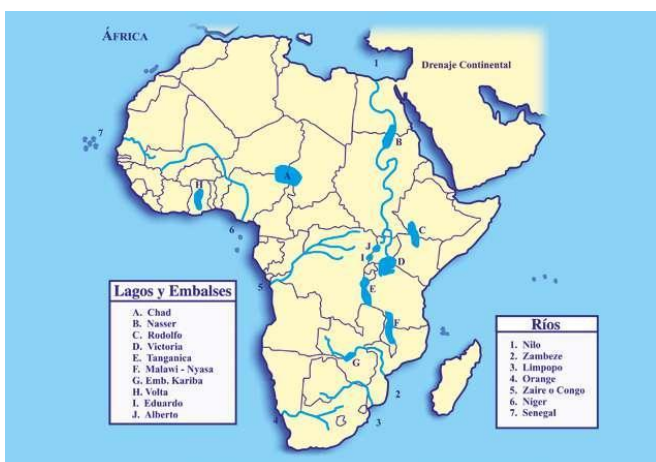 ÁFRICA
1
Drenaje Continental
B
7
A
H
C
6
J
I
D
5
E
F
G
2
4
3
Lagos y Embalses
A. Chad
B. Nasser
C. Rodolfo
D. Victoria
E. Tanganica
F. Malawi - Nyasa
G. Emb. Kariba
H. Volta
I. Eduardo
J. Alberto
Ríos
1. Nilo
2. Zambeze
3. Limpopo
4. Orange
5. Zaire o Congo
6. Niger
7. Senegal